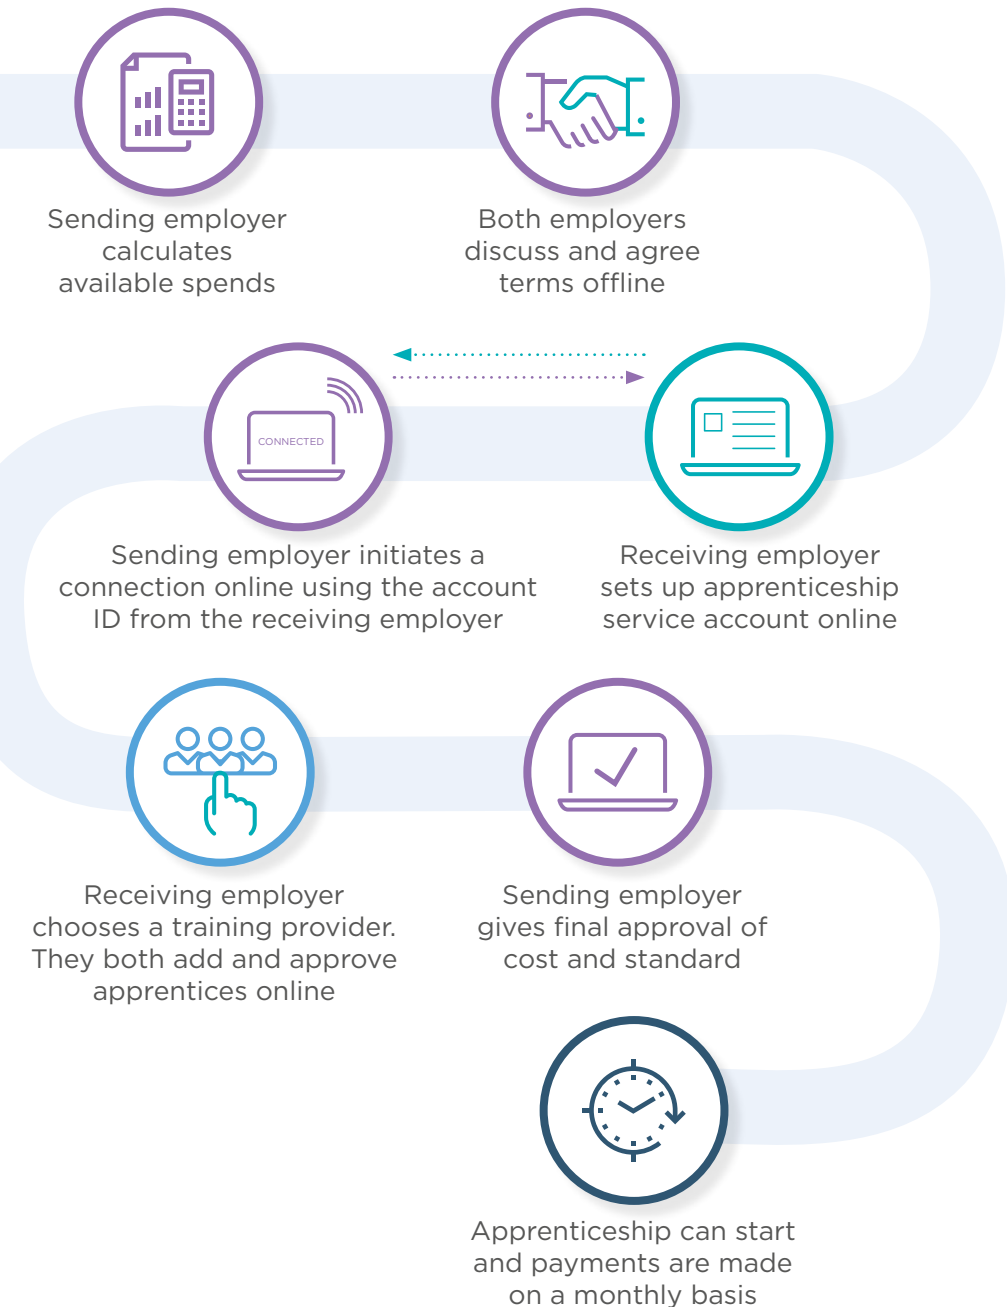 Sending employer
calculates
available spends
Both employers
discuss and agree
terms offline
CONNECTED
Sending employer initiates a
connection online using the account
ID from the receiving employer
Receiving employer
sets up apprenticeship
service account online
Receiving employer
chooses a training provider.
They both add and approve
apprentices online
Sending employer
gives final approval of
cost and standard
Apprenticeship can start
and payments are made
on a monthly basis